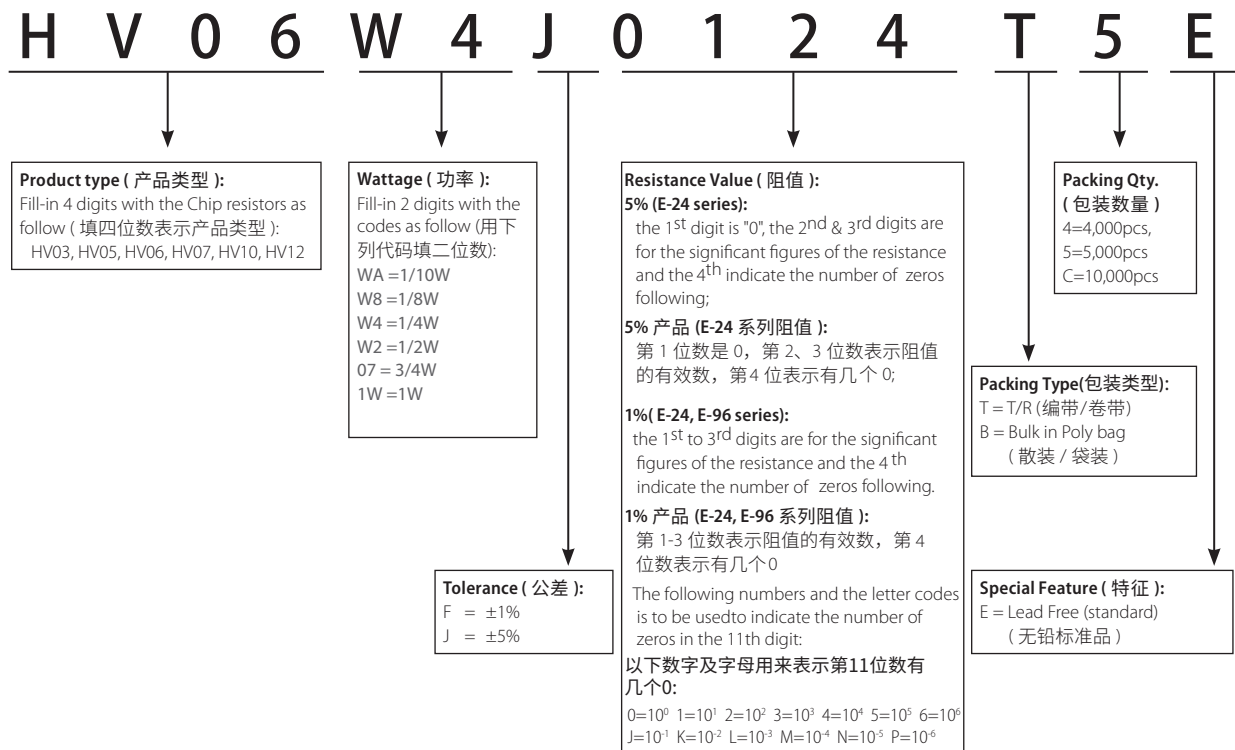 H V 0 6 W 4 J 0 1 2 4 T 5 E
Product type ( 产品类型 ):
Fill-in 4 digits with the Chip resistors as
follow ( 填四位数表示产品类型 ):
HV03, HV05, HV06, HV07, HV10, HV12
Wattage ( 功率 ):
Fill-in 2 digits with the
codes as follow (用下
列代码填二位数):
WA =1/10W
W8 =1/8W
W4 =1/4W
W2 =1/2W
07 = 3/4W
1W =1W
Tolerance ( 公差 ):
F = ±1%
J = ±5%
Resistance Value ( 阻值 ):
5% (E-24 series):
the 1st digit is "0", the 2nd & 3rd digits are
for the significant figures of the resistance
and the 4th indicate the number of zeros
following;
5% 产品 (E-24 系列阻值 ):
第 1 位数是 0，第 2、3 位数表示阻值
的有效数，第4 位表示有几个 0;
1%( E-24, E-96 series):
the 1st to 3rd digits are for the significant
figures of the resistance and the 4 th
indicate the number of zeros following.
1% 产品 (E-24, E-96 系列阻值 ):
第 1-3 位数表示阻值的有效数，第 4
位数表示有几个0
The following numbers and the letter codes
is to be usedto indicate the number of
zeros in the 11th digit:
以下数字及字母用来表示第11位数有
几个0:
0=10⁰ 1=10¹ 2=10² 3=10³ 4=10⁴ 5=10⁵ 6=10⁶
J=10⁻¹ K=10⁻² L=10⁻³ M=10⁻⁴ N=10⁻⁵ P=10⁻⁶
Packing Qty.
( 包装数量 )
4=4,000pcs,
5=5,000pcs
C=10,000pcs
Packing Type(包装类型):
T = T/R (编带/卷带)
B = Bulk in Poly bag
( 散装 / 袋装 )
Special Feature ( 特征 ):
E = Lead Free (standard)
( 无铅标准品 )